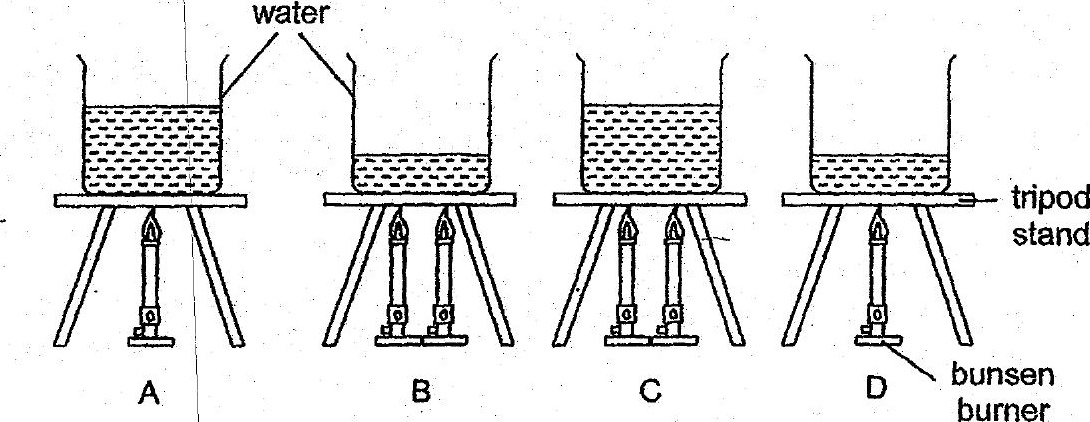 water
tripod
stand
A
B
C
D
bunsen
burner